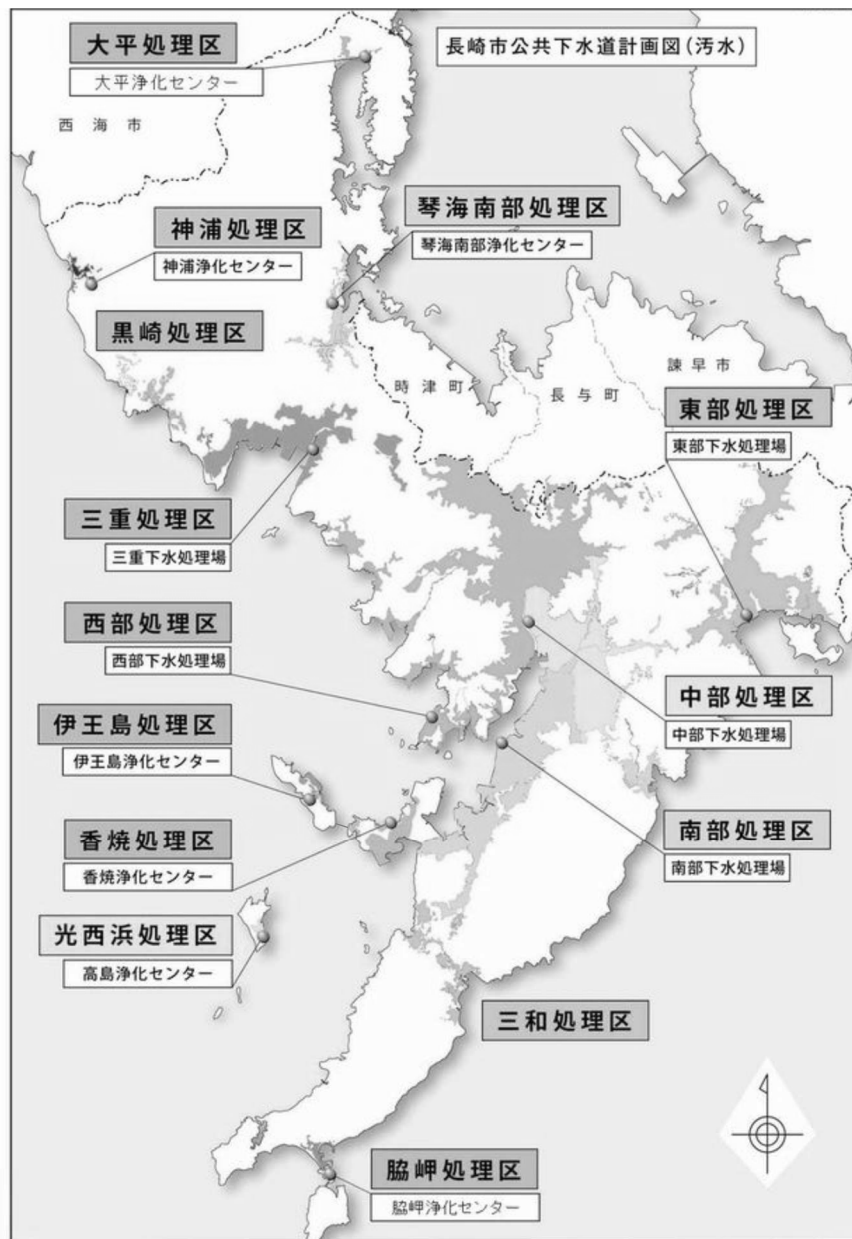 大平処理区
大平浄化センター
長崎市公共下水道計画図(汚水)
西海市
神浦処理区
神浦浄化センター
琴海南部処理区
琴海南部浄化センター
黒崎処理区
時津町
長与町
諫早市
東部処理区
東部下水処理場
三重処理区
三重下水処理場
西部処理区
西部下水処理場
中部処理区
中部下水処理場
伊王島処理区
伊王島浄化センター
香焼処理区
香焼浄化センター
南部処理区
南部下水処理場
光西浜処理区
高島浄化センター
三和処理区
脇岬処理区
脇岬浄化センター